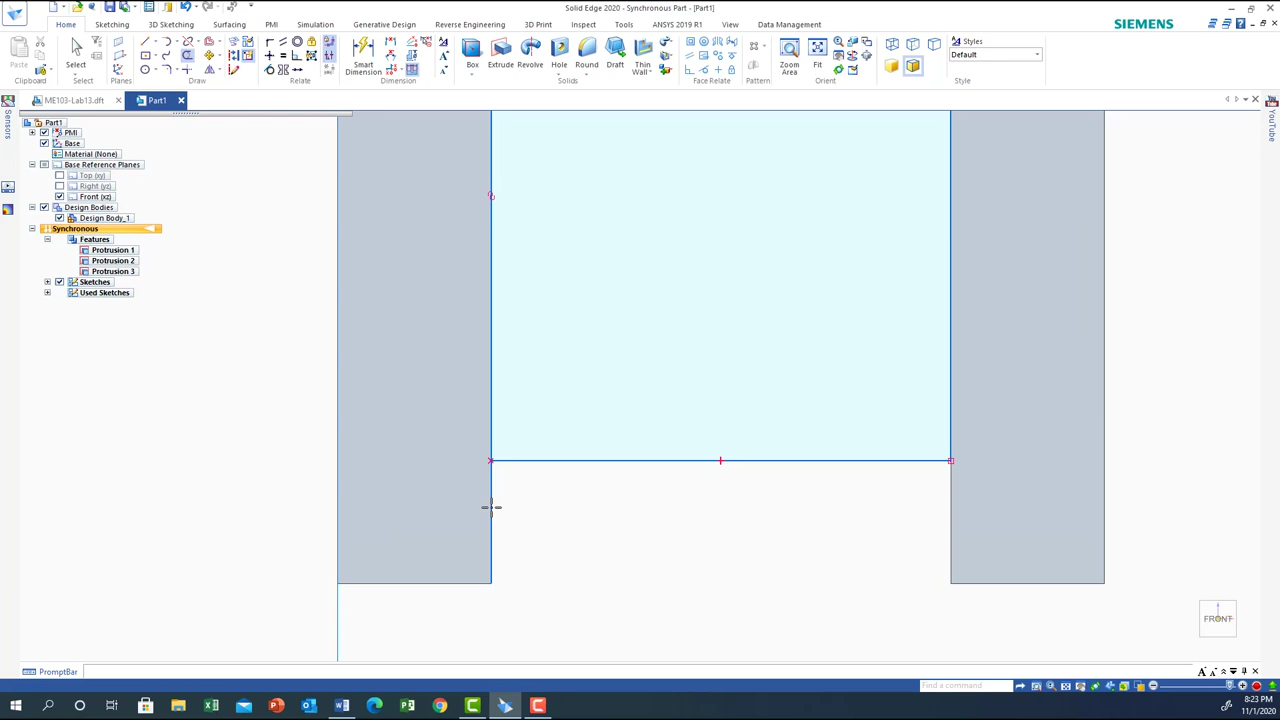 Solid Edge 2020 - Synchronous Part - [Part1]
Home Sketching 3D Sketching Surfacing PMI Simulation Generative Design Reverse Engineering 3D Print Inspect Tools ANSYS 2019 R1 View Data Management
SIEMENS
Paste
Select
Smart Dimension
Box
Extrude
Revolve
Hole
Round
Draft
Thin Wall
Zoom Area
Fit
Styles
Default
Clipboard Select Planes Draw Relate Dimension Solids Face Relate Pattern Orient Style
ME103-Lab13.dft
Part1
Sensors
YouTube
Part1
PMI
Base
Material (None)
Base Reference Planes
Top (xy)
Right (yz)
Front (xz)
Design Bodies
Design Body_1
Synchronous
Features
Protrusion 1
Protrusion 2
Protrusion 3
Sketches
Used Sketches
FRONT
PromptBar
Find a command
8:23 PM
11/1/2020